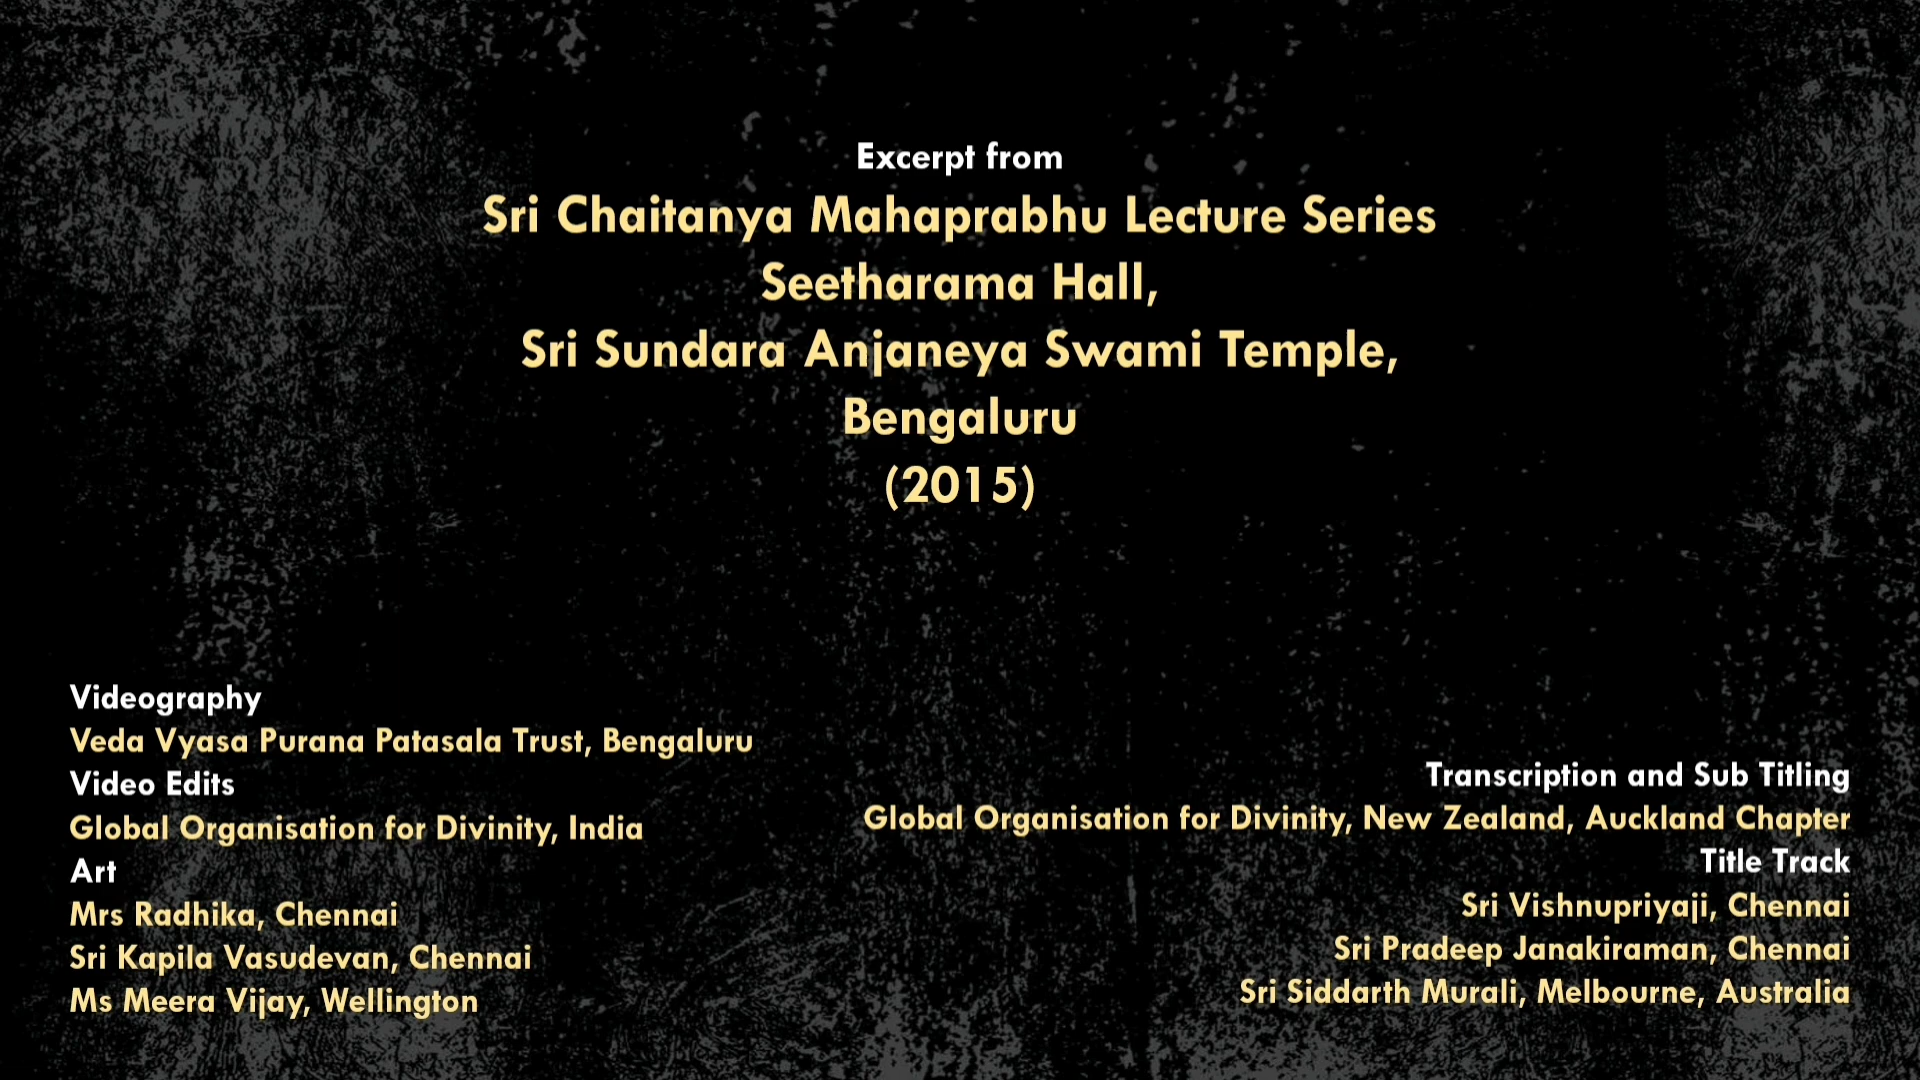 Excerpt from
Sri Chaitanya Mahaprabhu Lecture Series
Seetharama Hall,
Sri Sundara Anjaneya Swami Temple,
Bengaluru
(2015)
Videography
Veda Vyasa Purana Patasala Trust, Bengaluru
Video Edits
Global Organisation for Divinity, India
Art
Mrs Radhika, Chennai
Sri Kapila Vasudevan, Chennai
Ms Meera Vijay, Wellington
Transcription and Sub Titling
Global Organisation for Divinity, New Zealand, Auckland Chapter
Title Track
Sri Vishnupriyaji, Chennai
Sri Pradeep Janakiraman, Chennai
Sri Siddarth Murali, Melbourne, Australia